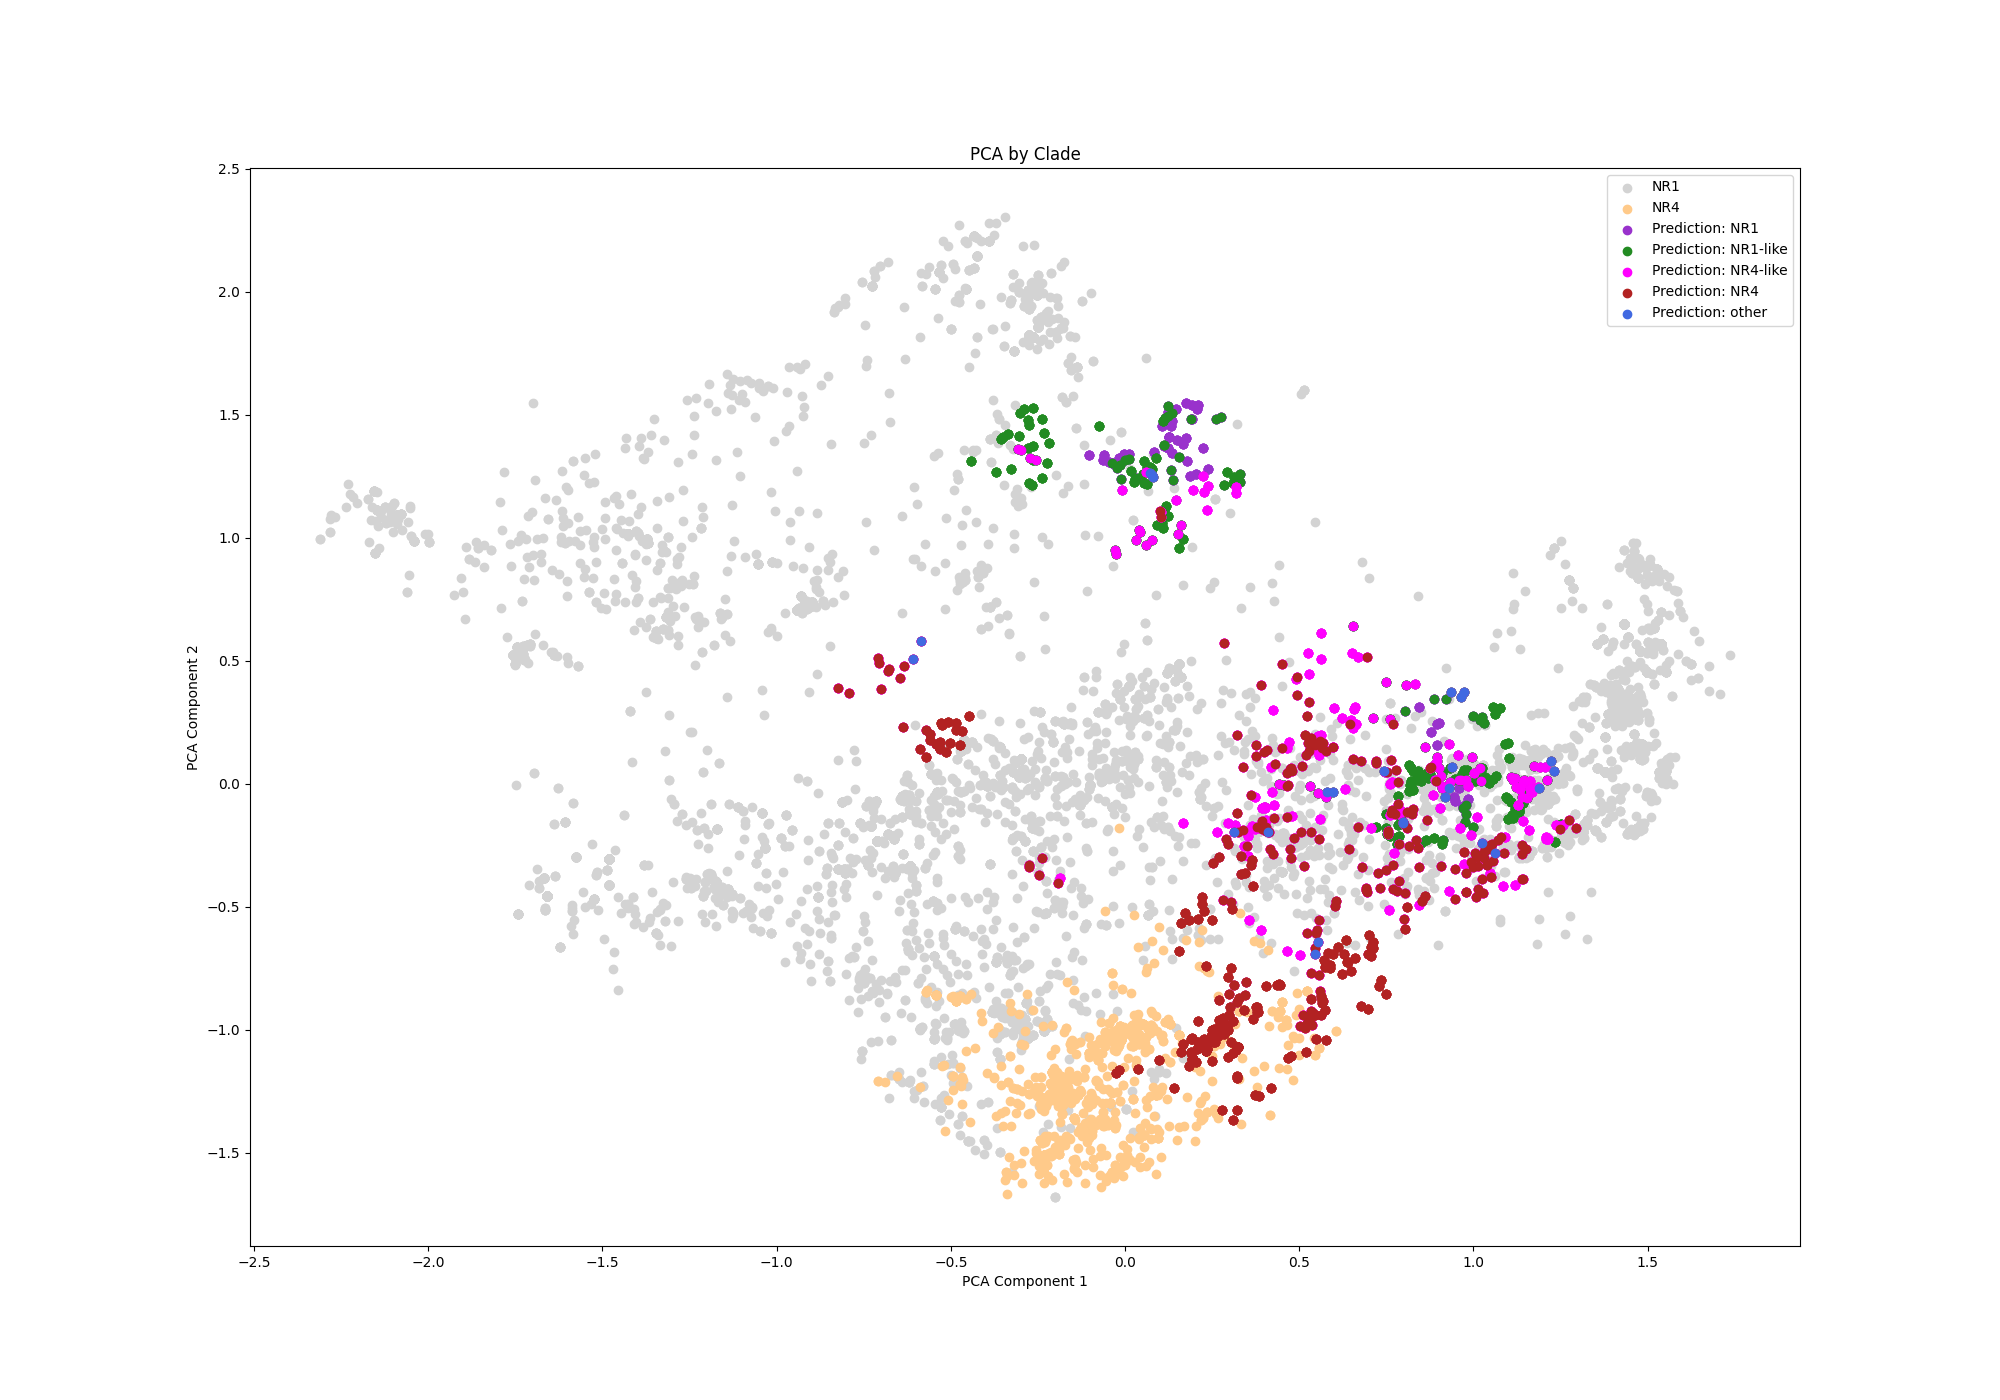 PCA by Clade
2.5
2.0
1.5
1.0
0.5
0.0
−0.5
−1.0
−1.5
PCA Component 2
NR1
NR4
Prediction: NR1
Prediction: NR1-like
Prediction: NR4-like
Prediction: NR4
Prediction: other
−2.5 −2.0 −1.5 −1.0 −0.5 0.0 0.5 1.0 1.5
PCA Component 1